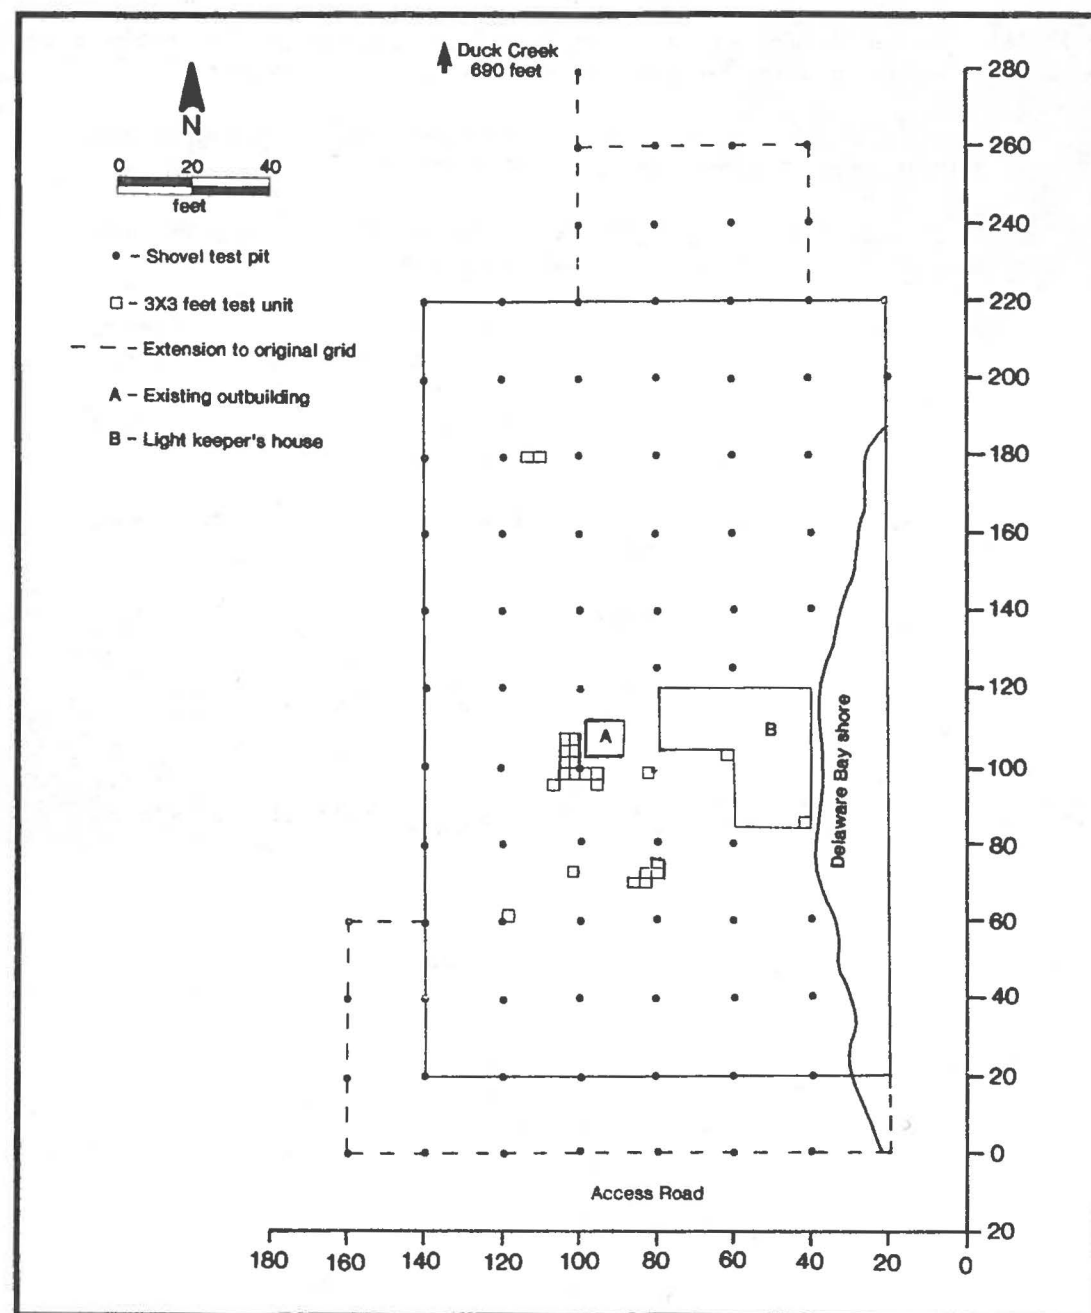 Duck Creek
690 feet
N
0 20 40
feet
• - Shovel test pit
□ - 3X3 feet test unit
— — — - Extension to original grid
A - Existing outbuilding
B - Light keeper's house
A
B
Delaware Bay shore
Access Road
280
260
240
220
200
180
160
140
120
100
80
60
40
20
0
20
180 160 140 120 100 80 60 40 20 0